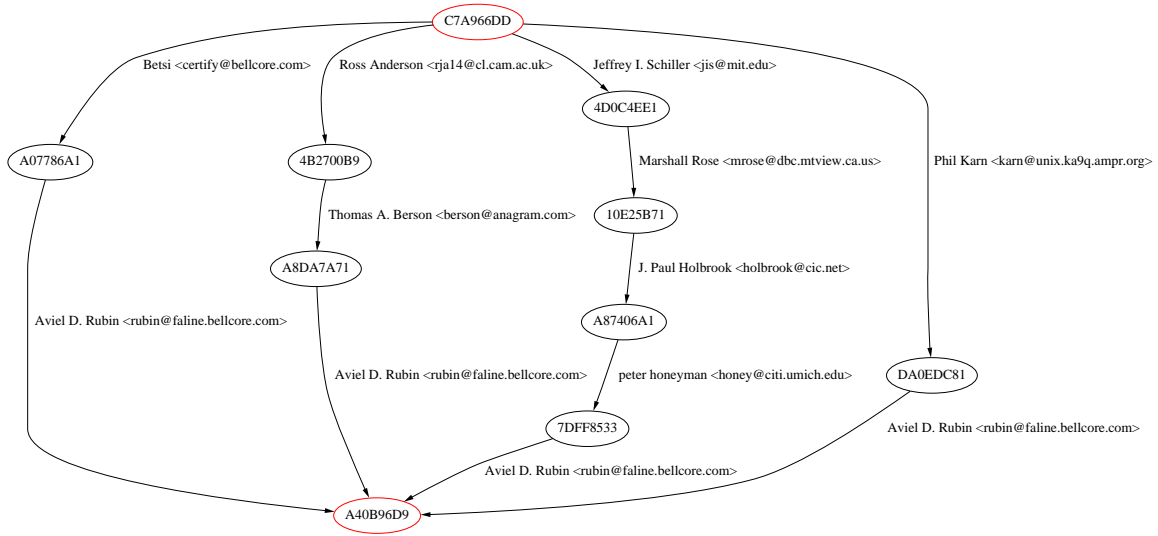 C7A966DD
Betsi <certify@bellcore.com>
Ross Anderson <rja14@cl.cam.ac.uk>
Jeffrey I. Schiller <jis@mit.edu>
4D0C4EE1
A07786A1
4B2700B9
Marshall Rose <mrose@dbc.mtview.ca.us>
Phil Karn <karn@unix.ka9q.ampr.org>
Thomas A. Berson <berson@anagram.com>
10E25B71
A8DA7A71
J. Paul Holbrook <holbrook@cic.net>
Aviel D. Rubin <rubin@faline.bellcore.com>
A87406A1
Aviel D. Rubin <rubin@faline.bellcore.com>
peter honeyman <honey@citi.umich.edu>
DA0EDC81
7DFF8533
Aviel D. Rubin <rubin@faline.bellcore.com>
Aviel D. Rubin <rubin@faline.bellcore.com>
A40B96D9